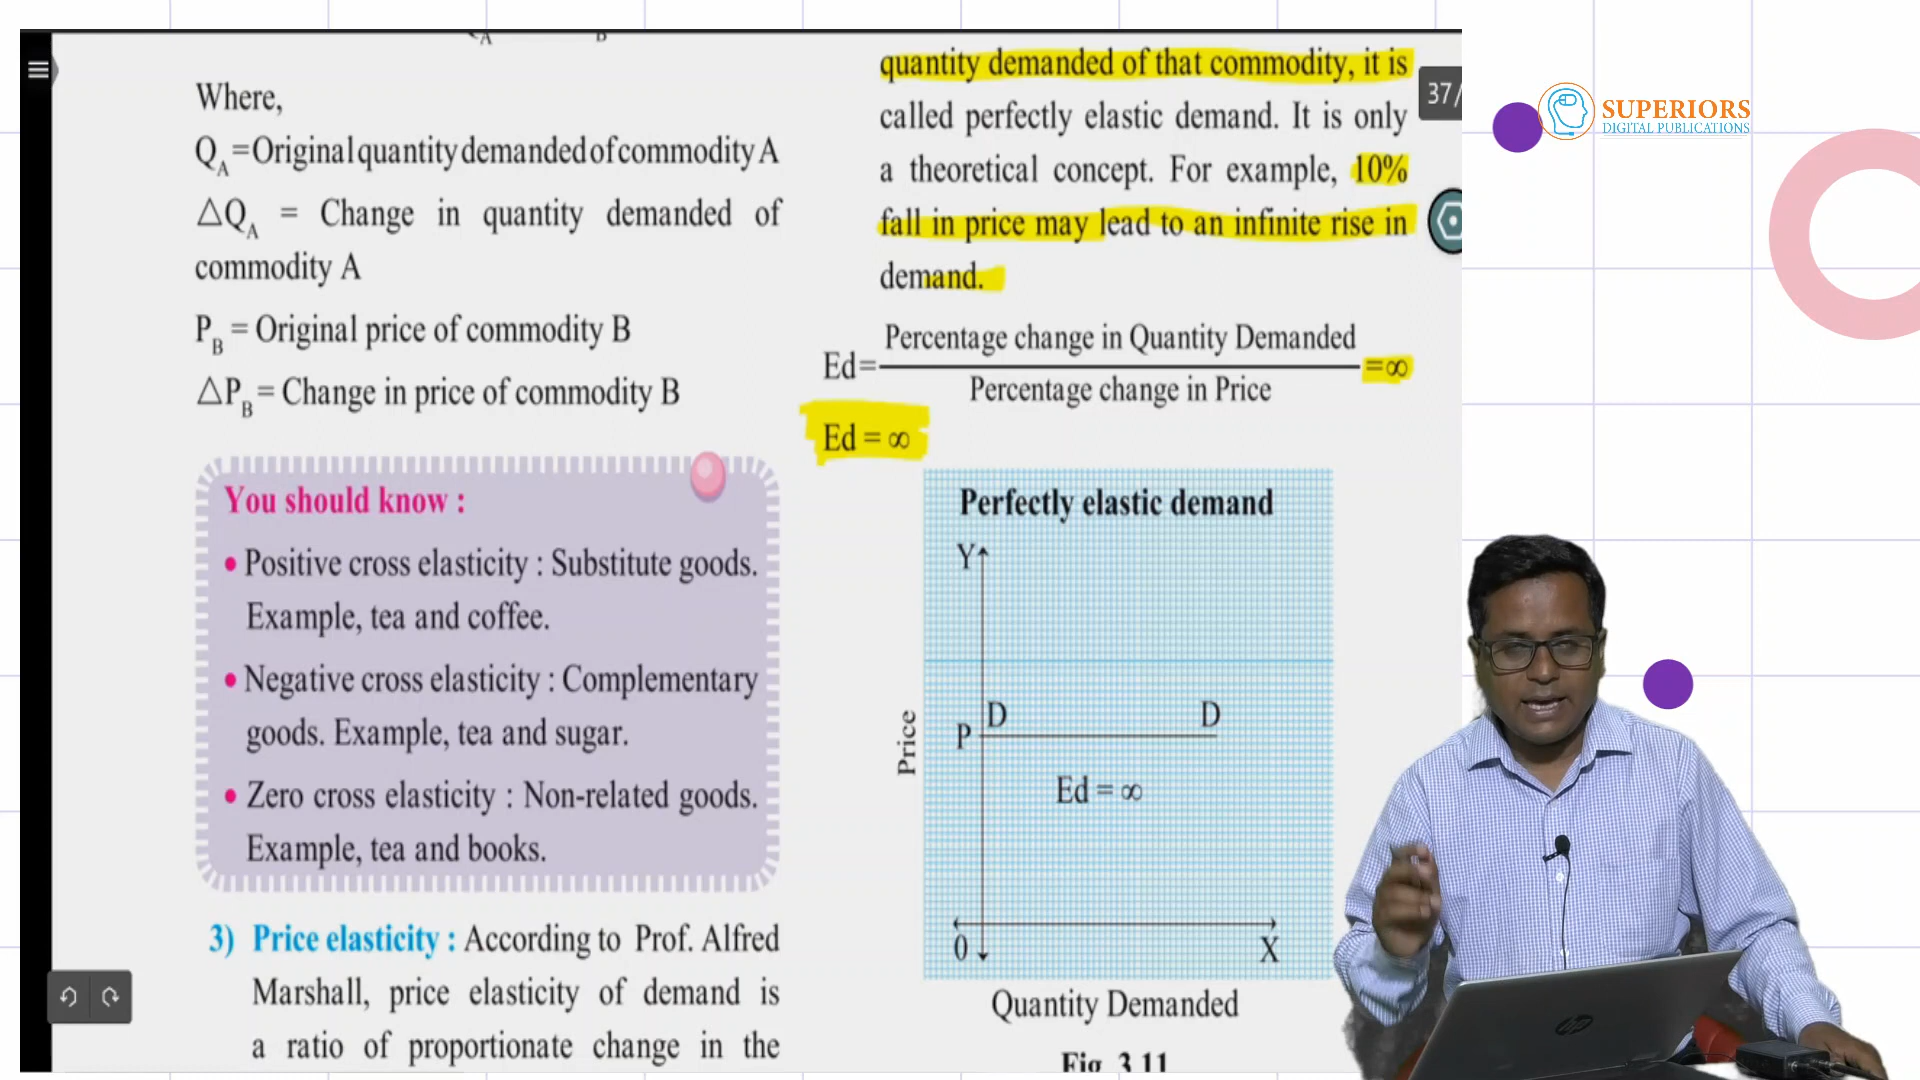 Where,
Q_A = Original quantity demanded of commodity A
△Q_A = Change in quantity demanded of
commodity A
P_B = Original price of commodity B
△P_B = Change in price of commodity B
You should know :
• Positive cross elasticity : Substitute goods.
Example, tea and coffee.
• Negative cross elasticity : Complementary
goods. Example, tea and sugar.
• Zero cross elasticity : Non-related goods.
Example, tea and books.
3) Price elasticity : According to Prof. Alfred
Marshall, price elasticity of demand is
a ratio of proportionate change in the
quantity demanded of that commodity, it is
called perfectly elastic demand. It is only
a theoretical concept. For example, 10%
fall in price may lead to an infinite rise in
demand.
Percentage change in Quantity Demanded
Ed= =∞
Percentage change in Price
Ed = ∞
Perfectly elastic demand
Y
D D
P
Price
Ed = ∞
0 X
Quantity Demanded
Fig 3.11
37/
SUPERIORS
DIGITAL PUBLICATIONS
hp